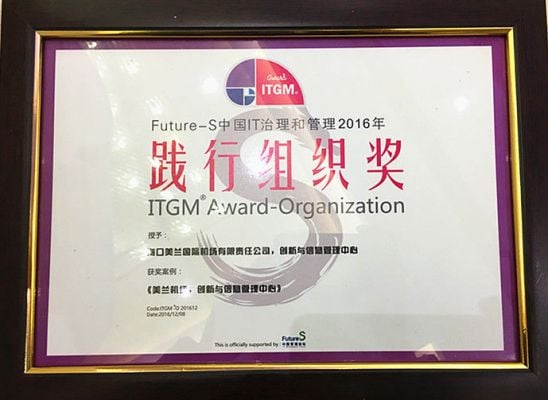 Award
ITGM®
Future-S中国IT治理和管理2016年
践行组织奖
ITGM® Award-Organization
授予：
海口美兰国际机场有限责任公司，创新与信息管理中心
获奖案例：
《美兰机场，创新与信息管理中心》
Code:ITGM-O 201612
Date:2016/12/08
This is officially supported by : FutureS